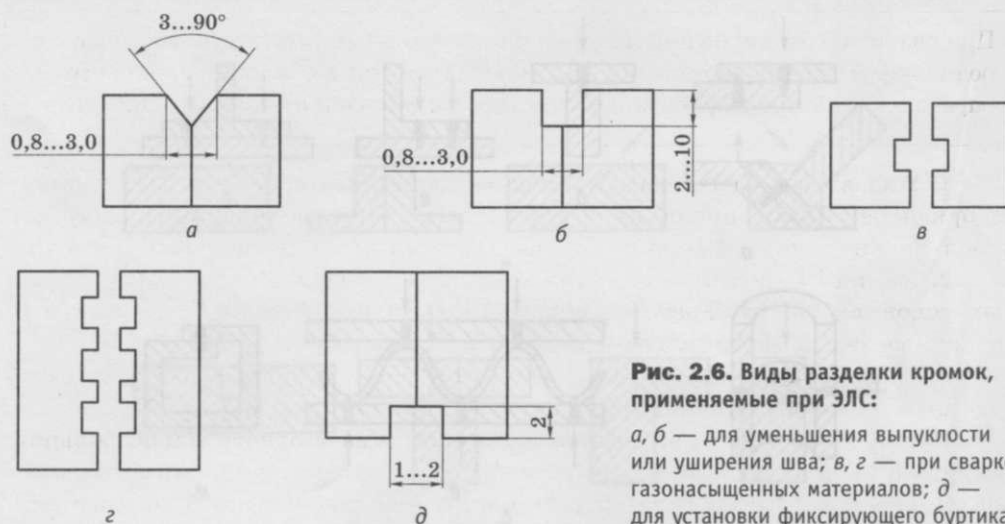 3...90°
0,8...3,0
а
0,8...3,0
2...10
б
в
г
2
1...2
д
Рис. 2.6. Виды разделки кромок,
применяемые при ЭЛС:
а, б — для уменьшения выпуклости
или уширения шва; в, г — при сварк
газонасыщенных материалов; д —
для установки фиксирующего буртика